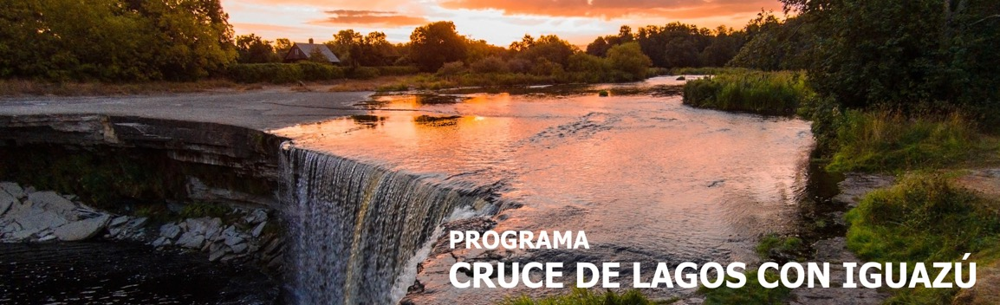 PROGRAMA
CRUCE DE LAGOS CON IGUAZÚ